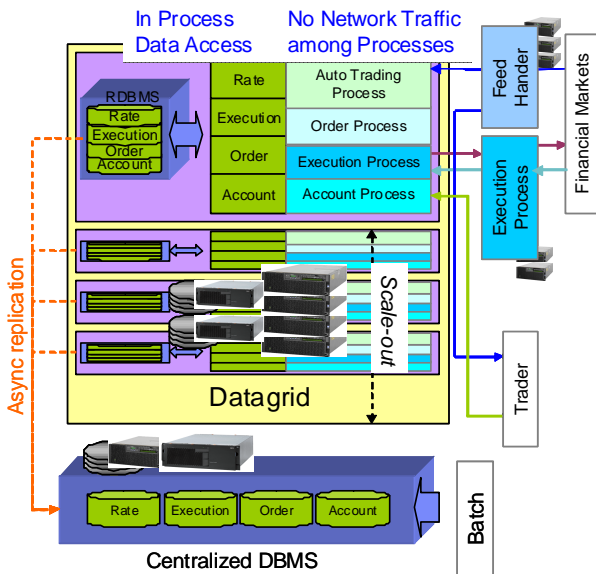 In Process
Data Access
No Network Traffic
among Processes
RDBMS
Rate
Execution
Order
Account
Rate
Execution
Order
Account
Auto Trading
Process
Order Process
Execution Process
Account Process
Feed
Hander
Execution
Process
Financial Markets
Trader
Scale-out
Async replication
Datagrid
Rate
Execution
Order
Account
Batch
Centralized DBMS